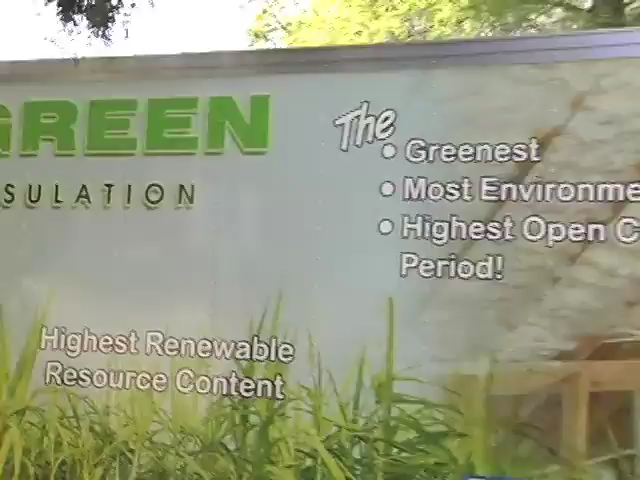 GREEN
SULATION
The
• Greenest
• Most Environme
• Highest Open C
Period!
Highest Renewable
Resource Content